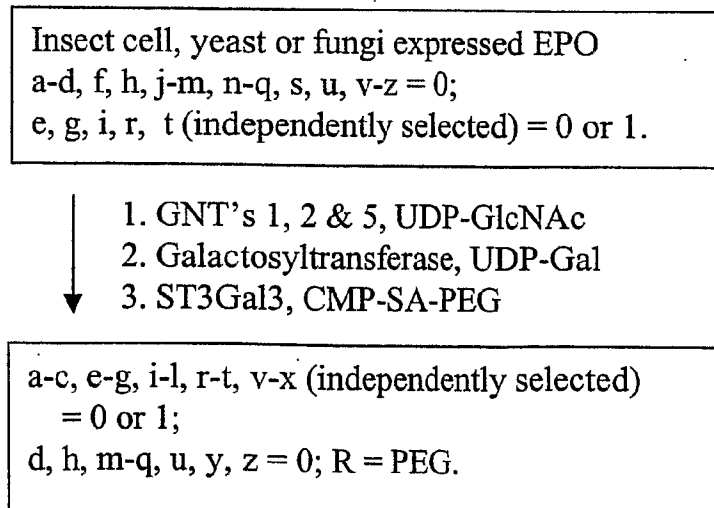 Insect cell, yeast or fungi expressed EPO
a-d, f, h, j-m, n-q, s, u, v-z = 0;
e, g, i, r, t (independently selected) = 0 or 1.
1. GNT's 1, 2 & 5, UDP-GlcNAc
2. Galactosyltransferase, UDP-Gal
3. ST3Gal3, CMP-SA-PEG
a-c, e-g, i-l, r-t, v-x (independently selected)
= 0 or 1;
d, h, m-q, u, y, z = 0; R = PEG.